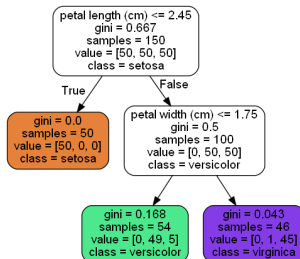 petal length (cm) <= 2.45
gini = 0.667
samples = 150
value = [50, 50, 50]
class = setosa
True
False
gini = 0.0
samples = 50
value = [50, 0, 0]
class = setosa
petal width (cm) <= 1.75
gini = 0.5
samples = 100
value = [0, 50, 50]
class = versicolor
gini = 0.168
samples = 54
value = [0, 49, 5]
class = versicolor
gini = 0.043
samples = 46
value = [0, 1, 45]
class = virginica